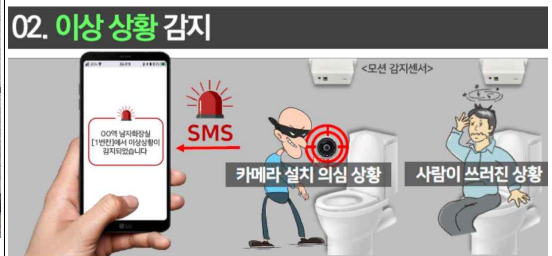 02. 이상 상황 감지
<모션 감지센서>
OO역 남자화장실
[1번칸]에서 이상상황이
감지되었습니다
SMS
카메라 설치 의심 상황
사람이 쓰러진 상황
LG